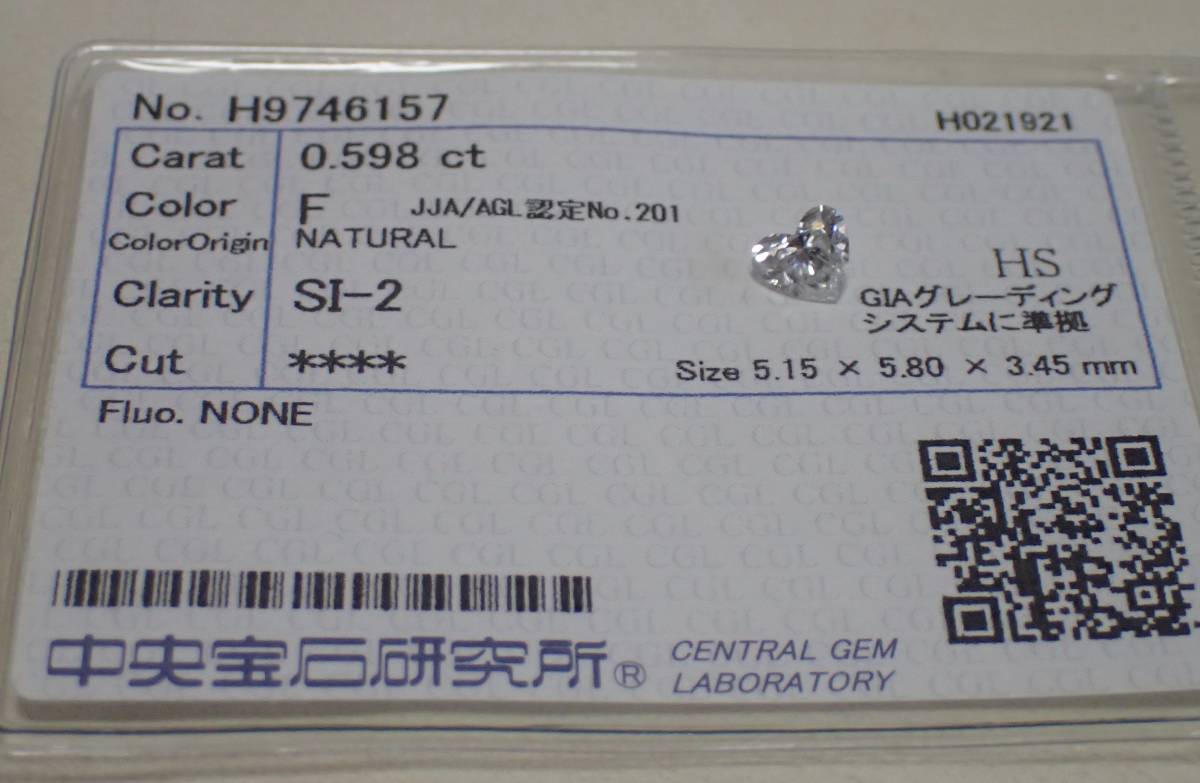 No. H9746157
H021921
Carat 0.598 ct
Color F JJA/AGL認定No.201
ColorOrigin NATURAL
HS
Clarity SI-2
GIAグレーディング
システムに準拠
Cut ****
Size 5.15 × 5.80 × 3.45 mm
Fluo. NONE
中央宝石研究所®
CENTRAL GEM
LABORATORY